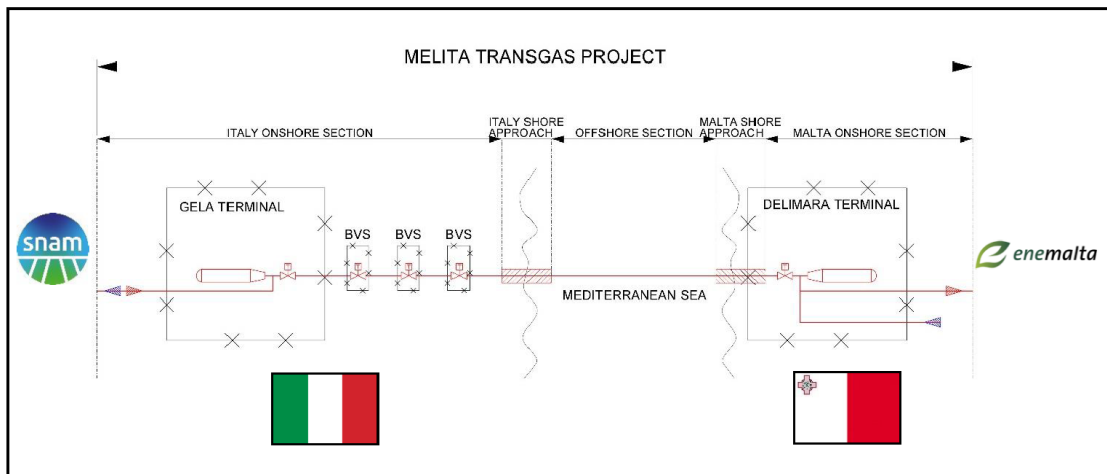 MELITA TRANSGAS PROJECT
ITALY ONSHORE SECTION
ITALY SHORE
APPROACH
OFFSHORE SECTION
MALTA SHORE
APPROACH
MALTA ONSHORE SECTION
GELA TERMINAL
DELIMARA TERMINAL
snam
BVS
BVS
BVS
enemalta
MEDITERRANEAN SEA